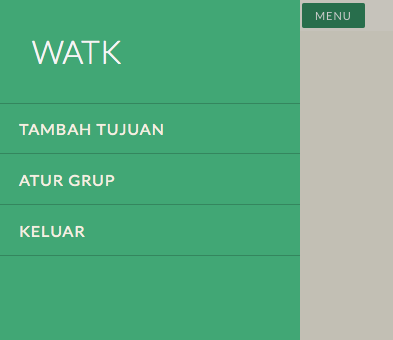 WATK
MENU
TAMBAH TUJUAN
ATUR GRUP
KELUAR